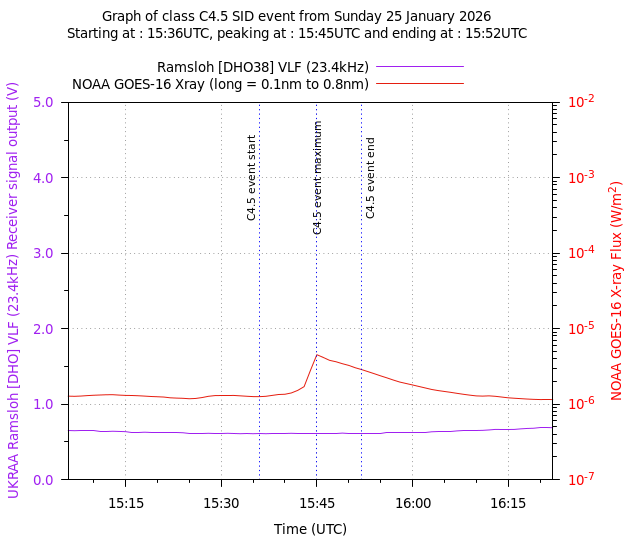 Graph of class C4.5 SID event from Sunday 25 January 2026
Starting at : 15:36UTC, peaking at : 15:45UTC and ending at : 15:52UTC
Ramsloh [DHO38] VLF (23.4kHz)
NOAA GOES-16 Xray (long = 0.1nm to 0.8nm)
UKRAA Ramsloh [DHO] VLF (23.4kHz) Receiver signal output (V)
5.0
4.0
3.0
2.0
1.0
0.0
C4.5 event start
C4.5 event maximum
C4.5 event end
10^-2
10^-3
10^-4
10^-5
10^-6
10^-7
NOAA GOES-16 X-ray Flux (W/m²)
15:15
15:30
15:45
16:00
16:15
Time (UTC)